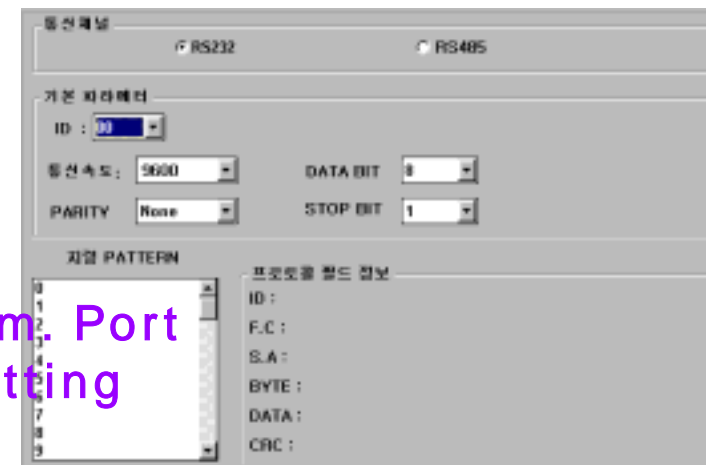 통신채널
RS232 RS485
기본 파라메터
ID : 00
통신속도: 9600 DATA BIT 8
PARITY None STOP BIT 1
지령 PATTERN
프로토콜 필드 정보
0
1
2
3
4
5
6
7
8
9
ID :
F.C :
S.A :
BYTE :
DATA :
CRC :
m. Port
tting